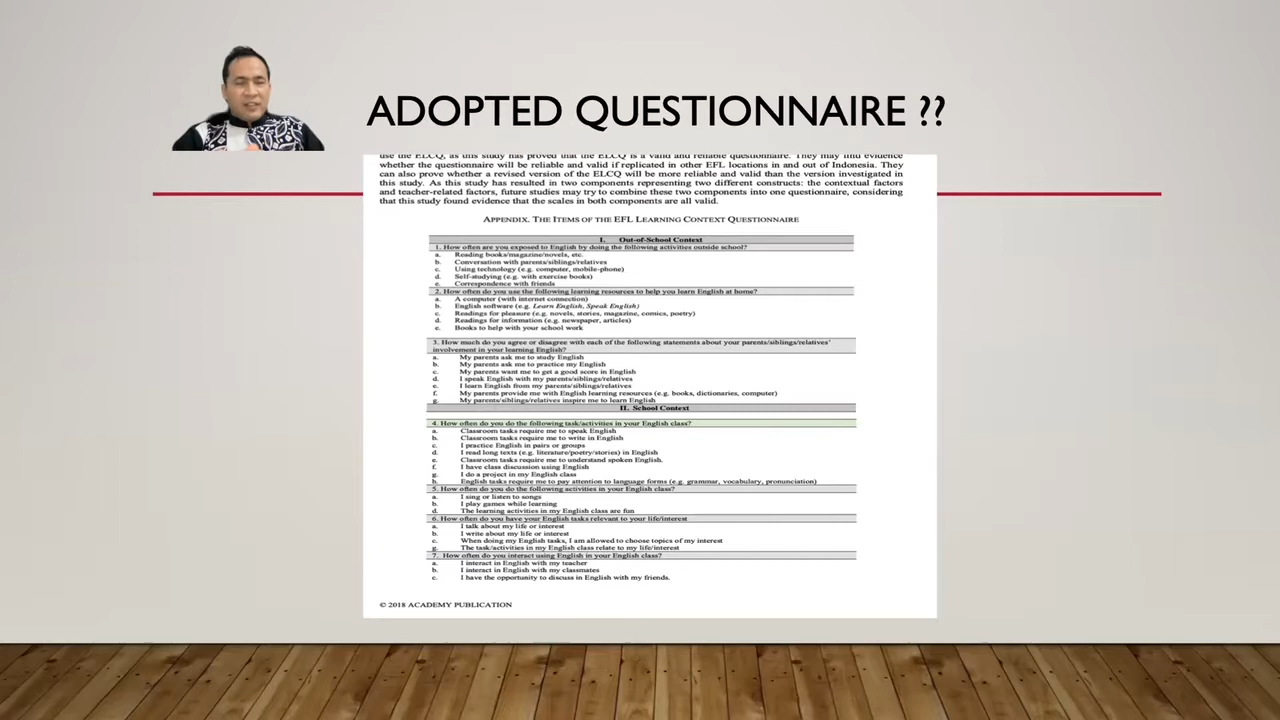 ADOPTED QUESTIONNAIRE ??
use the ELCQ, as this study has proved that the ELCQ is a valid and reliable questionnaire. They may find evidence
whether the questionnaire will be reliable and valid if replicated in other EFL locations in and out of Indonesia. They
can also prove whether a revised version of the ELCQ will be more reliable and valid than the version investigated in
this study. As this study has resulted in two components representing two different constructs: the contextual factors
and teacher-related factors, future studies may try to combine these two components into one questionnaire, considering
that this study found evidence that the scales in both components are all valid.
APPENDIX. THE ITEMS OF THE EFL LEARNING CONTEXT QUESTIONNAIRE
I. Out-of-School Context
1. How often are you exposed to English by doing the following activities outside school?
a. Reading books/magazine/novels, etc.
b. Conversation with parents/siblings/relatives
c. Using technology (e.g. computer, mobile-phone)
d. Self-studying (e.g. with exercise books)
e. Correspondence with friends
2. How often do you use the following learning resources to help you learn English at home?
a. A computer (with internet connection)
b. English software (e.g. Learn English, Speak English)
c. Readings for pleasure (e.g. novels, stories, magazine, comics, poetry)
d. Readings for information (e.g. newspaper, articles)
e. Books to help with your school work
3. How much do you agree or disagree with each of the following statements about your parents/siblings/relatives'
involvement in your learning English?
a. My parents ask me to study English
b. My parents ask me to practice my English
c. My parents want me to get a good score in English
d. I speak English with my parents/siblings/relatives
e. I learn English from my parents/siblings/relatives
f. My parents provide me with English learning resources (e.g. books, dictionaries, computer)
g. My parents/siblings/relatives inspire me to learn English
II. School Context
4. How often do you do the following task/activities in your English class?
a. Classroom tasks require me to speak English
b. Classroom tasks require me to write in English
c. I practice English in pairs or groups
d. I read long texts (e.g. literature/poetry/stories) in English
e. Classroom tasks require me to understand spoken English.
f. I have class discussion using English
g. I do a project in my English class
h. English tasks require me to pay attention to language forms (e.g. grammar, vocabulary, pronunciation)
5. How often do you do the following activities in your English class?
a. I sing or listen to songs
b. I play games while learning
d. The learning activities in my English class are fun
6. How often do you have your English tasks relevant to your life/interest
a. I talk about my life or interest
b. I write about my life or interest
c. When doing my English tasks, I am allowed to choose topics of my interest
g. The task/activities in my English class relate to my life/interest
7. How often do you interact using English in your English class?
a. I interact in English with my teacher
b. I interact in English with my classmates
c. I have the opportunity to discuss in English with my friends.
© 2018 ACADEMY PUBLICATION